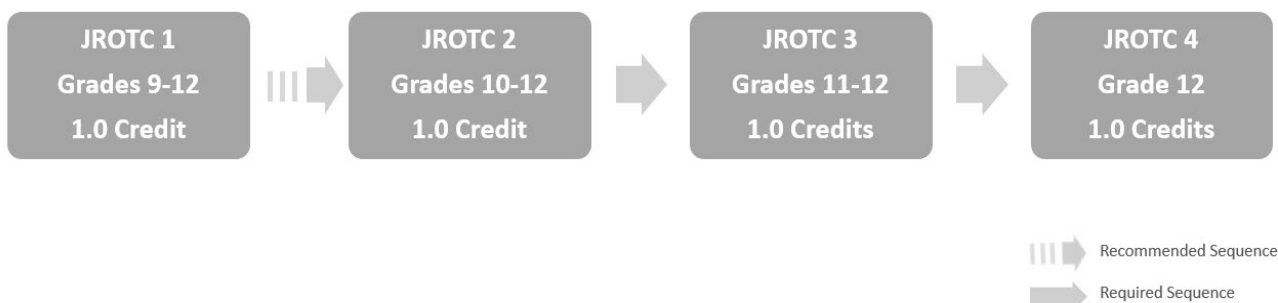 JROTC 1
Grades 9-12
1.0 Credit
JROTC 2
Grades 10-12
1.0 Credit
JROTC 3
Grades 11-12
1.0 Credits
JROTC 4
Grade 12
1.0 Credits
Recommended Sequence
Required Sequence